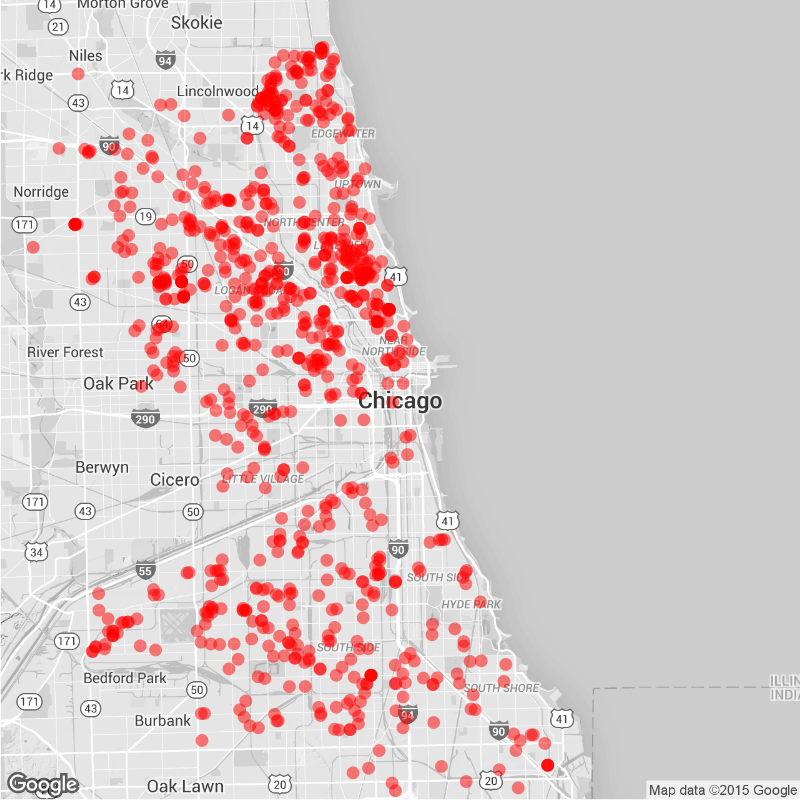 14
Morton Grove
21
Skokie
Niles
94
rk Ridge
14
Lincolnwood
43
14
EDGEWATER
90
Norridge
UPTOWN
171
19
NORTH CENTER
50
90
41
43
64
NEAR
NORTH SIDE
River Forest
50
Oak Park
290
290
Chicago
Berwyn
Cicero
LITTLE VILLAGE
171
43
50
41
34
90
55
SOUTH SIDE
HYDE PARK
171
SOUTH SIDE
Bedford Park
50
SOUTH SHORE
ILLIN
INDIA
171
43
Burbank
94
90
41
Google
Oak Lawn
20
20
Map data ©2015 Google